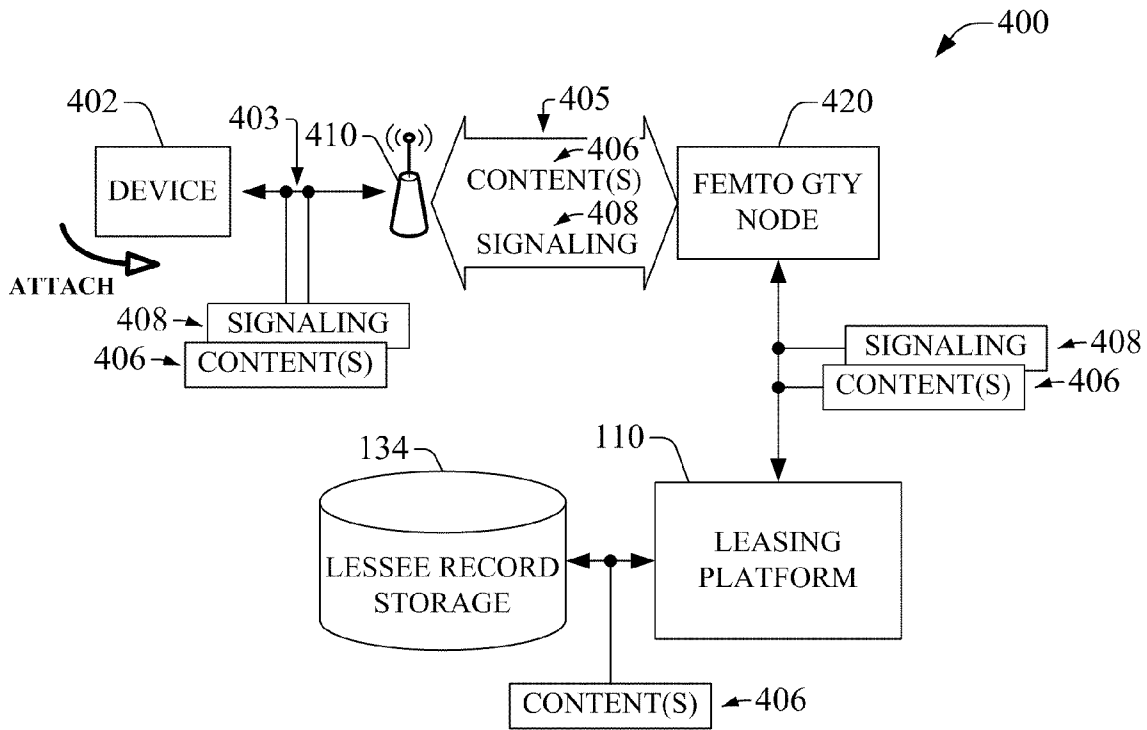 400
402
403
410
405
420
DEVICE
406
CONTENT(S)
408
SIGNALING
FEMTO GTY
NODE
ATTACH
408
SIGNALING
406
CONTENT(S)
SIGNALING
408
CONTENT(S)
406
134
110
LESSEE RECORD
STORAGE
LEASING
PLATFORM
CONTENT(S)
406